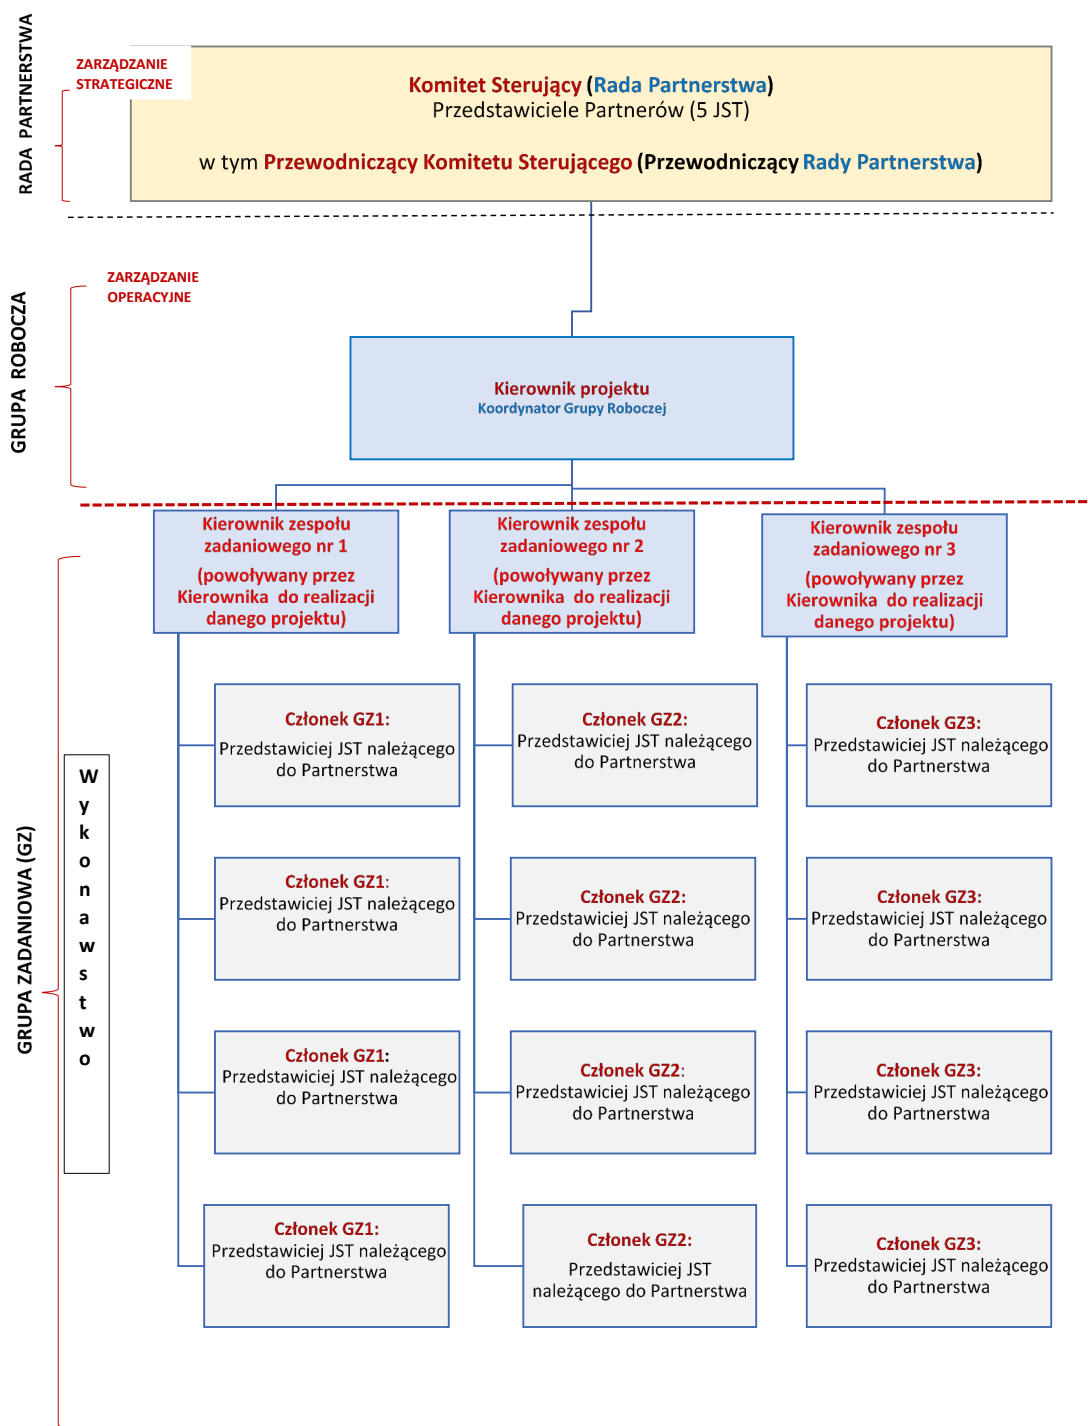 RADA PARTNERSTWA
ZARZĄDZANIE
STRATEGICZNE
Komitet Sterujący (Rada Partnerstwa)
Przedstawiciele Partnerów (5 JST)
w tym Przewodniczący Komitetu Sterującego (Przewodniczący Rady Partnerstwa)
GRUPA ROBOCZA
ZARZĄDZANIE
OPERACYJNE
Kierownik projektu
Koordynator Grupy Roboczej
Kierownik zespołu
zadaniowego nr 1
(powoływany przez
Kierownika do realizacji
danego projektu)
Kierownik zespołu
zadaniowego nr 2
(powoływany przez
Kierownika do realizacji
danego projektu)
Kierownik zespołu
zadaniowego nr 3
(powoływany przez
Kierownika do realizacji
danego projektu)
GRUPA ZADANIOWA (GZ)
W
y
k
o
n
a
w
s
t
w
o
Członek GZ1:
Przedstawiciej JST należącego
do Partnerstwa
Członek GZ2:
Przedstawiciej JST należącego
do Partnerstwa
Członek GZ3:
Przedstawiciej JST należącego
do Partnerstwa
Członek GZ1:
Przedstawiciej JST należącego
do Partnerstwa
Członek GZ2:
Przedstawiciej JST należącego
do Partnerstwa
Członek GZ3:
Przedstawiciej JST należącego
do Partnerstwa
Członek GZ1:
Przedstawiciej JST należącego
do Partnerstwa
Członek GZ2:
Przedstawiciej JST należącego
do Partnerstwa
Członek GZ3:
Przedstawiciej JST należącego
do Partnerstwa
Członek GZ1:
Przedstawiciej JST należącego
do Partnerstwa
Członek GZ2:
Przedstawiciej JST
należącego do Partnerstwa
Członek GZ3:
Przedstawiciej JST należącego
do Partnerstwa